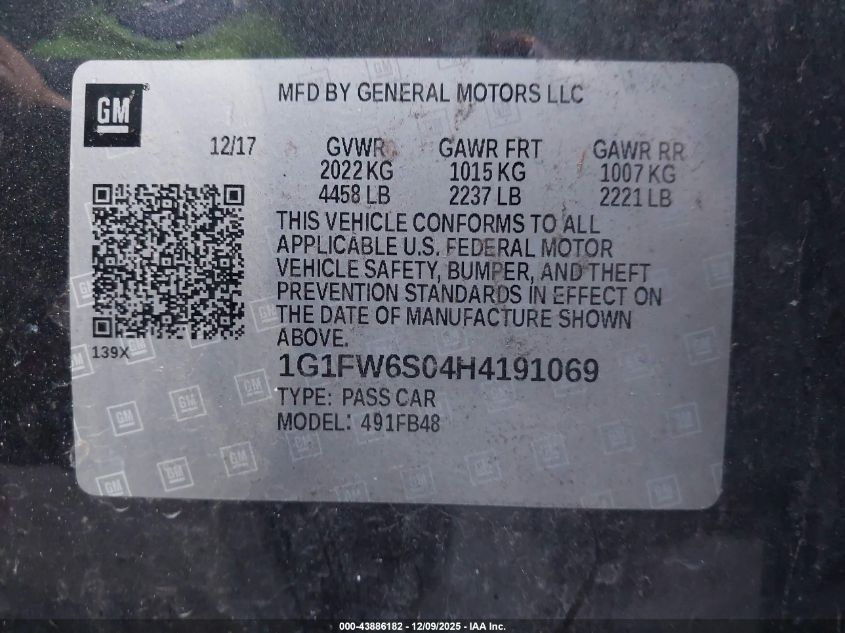 GM
MFD BY GENERAL MOTORS LLC
12/17 GVWR GAWR FRT GAWR RR
2022 KG 1015 KG 1007 KG
4458 LB 2237 LB 2221 LB
THIS VEHICLE CONFORMS TO ALL
APPLICABLE U.S. FEDERAL MOTOR
VEHICLE SAFETY, BUMPER, AND THEFT
PREVENTION STANDARDS IN EFFECT ON
THE DATE OF MANUFACTURE SHOWN
ABOVE.
139X
1G1FW6S04H4191069
TYPE: PASS CAR
MODEL: 491FB48
000-43886182 - 12/09/2025 - IAA Inc.